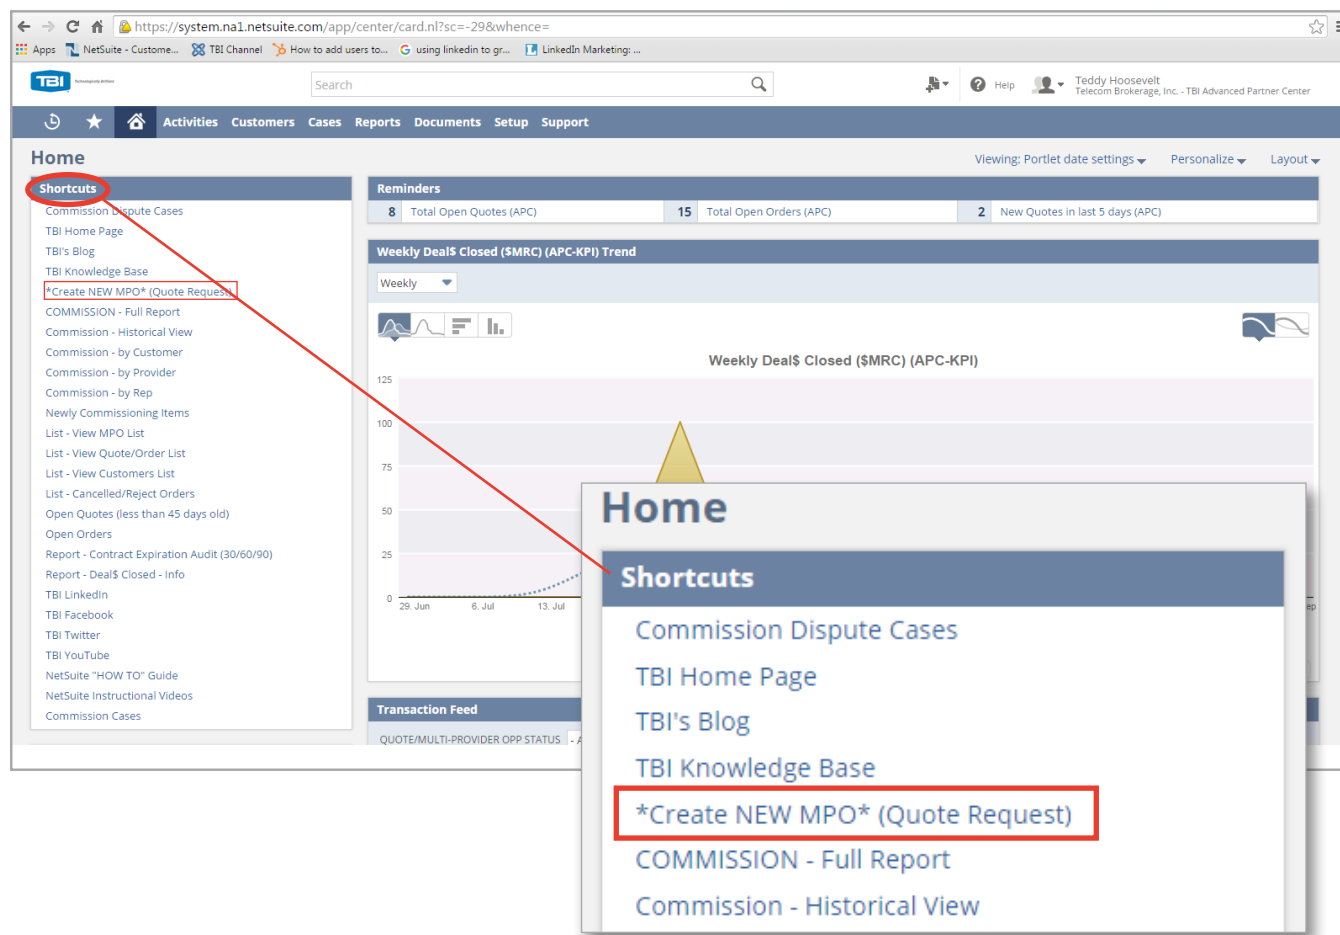 https://system.na1.netsuite.com/app/center/card.nl?sc=-29&whence=
Apps NetSuite - Custome... TBI Channel How to add users to... using linkedin to gr... LinkedIn Marketing: ...
TBI Technologically Brilliant Search Help Teddy Hoosevelt
Telecom Brokerage, Inc. - TBI Advanced Partner Center
Activities Customers Cases Reports Documents Setup Support
Home
Viewing: Portlet date settings Personalize Layout
Shortcuts
Commission Dispute Cases
TBI Home Page
TBI's Blog
TBI Knowledge Base
*Create NEW MPO* (Quote Request)
COMMISSION - Full Report
Commission - Historical View
Commission - by Customer
Commission - by Provider
Commission - by Rep
Newly Commissioning Items
List - View MPO List
List - View Quote/Order List
List - View Customers List
List - Cancelled/Reject Orders
Open Quotes (less than 45 days old)
Open Orders
Report - Contract Expiration Audit (30/60/90)
Report - Deal$ Closed - Info
TBI LinkedIn
TBI Facebook
TBI Twitter
TBI YouTube
NetSuite "HOW TO" Guide
NetSuite Instructional Videos
Commission Cases
Reminders
8 Total Open Quotes (APC) 15 Total Open Orders (APC) 2 New Quotes in last 5 days (APC)
Weekly Deal$ Closed ($MRC) (APC-KPI) Trend
Weekly
Weekly Deal$ Closed ($MRC) (APC-KPI)
125
100
75
50
25
0
29. Jun 6. Jul 13. Jul ep
Transaction Feed
QUOTE/MULTI-PROVIDER OPP STATUS - A
Home
Shortcuts
Commission Dispute Cases
TBI Home Page
TBI's Blog
TBI Knowledge Base
*Create NEW MPO* (Quote Request)
COMMISSION - Full Report
Commission - Historical View